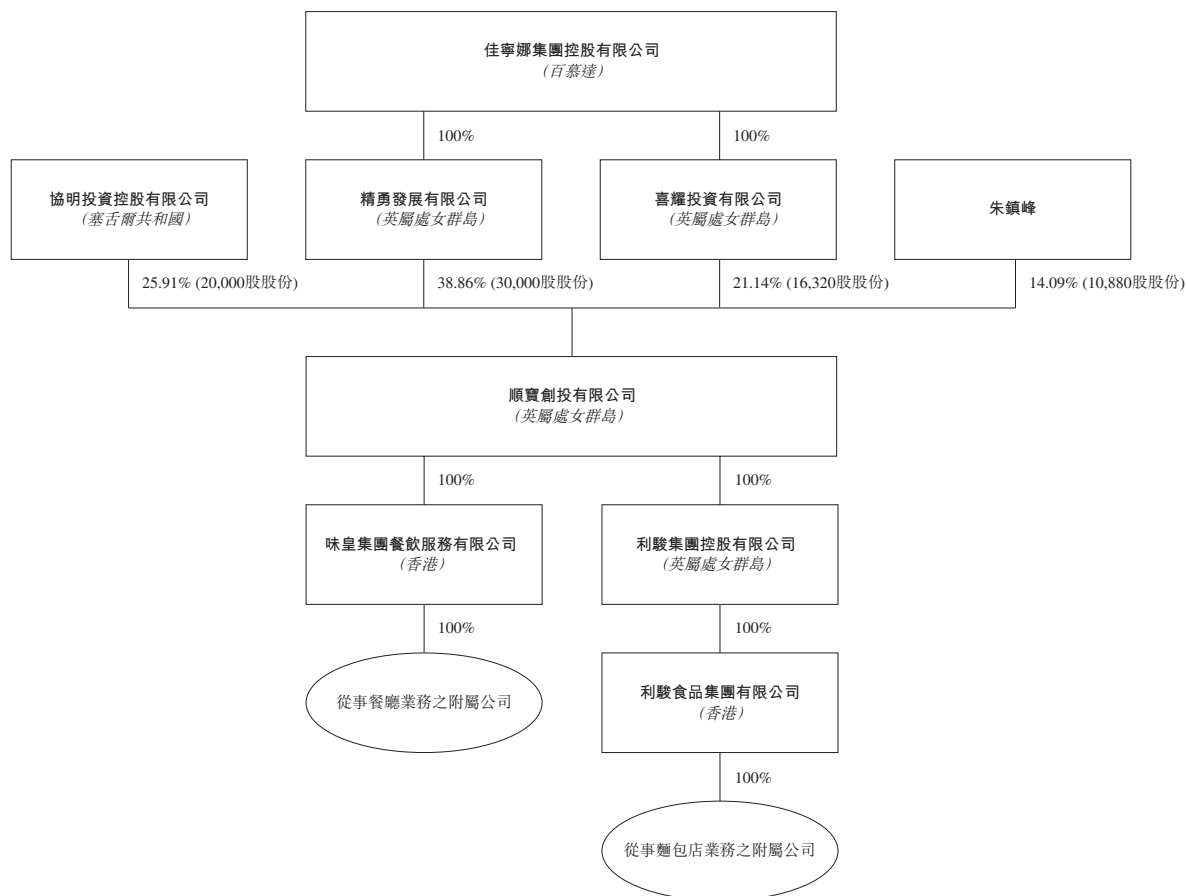 佳寧娜集團控股有限公司
(百慕達)
100%
100%
協明投資控股有限公司
(塞舌爾共和國)
精勇發展有限公司
(英屬處女群島)
喜耀投資有限公司
(英屬處女群島)
朱鎮峰
25.91% (20,000股股份)
38.86% (30,000股股份)
21.14% (16,320股股份)
14.09% (10,880股股份)
順寶創投有限公司
(英屬處女群島)
100%
100%
味皇集團餐飲服務有限公司
(香港)
利駿集團控股有限公司
(英屬處女群島)
100%
100%
從事餐廳業務之附屬公司
利駿食品集團有限公司
(香港)
100%
從事麵包店業務之附屬公司